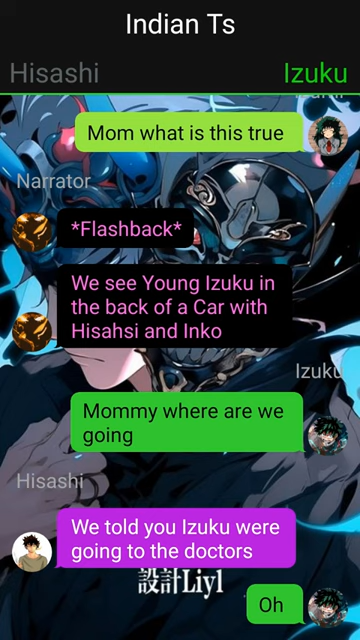 Indian Ts
Hisashi
Izuku
Mom what is this true
Narrator
*Flashback*
We see Young Izuku in
the back of a Car with
Hisahsi and Inko
Izuku
Mommy where are we
going
Hisashi
We told you Izuku were
going to the doctors
設計Liyl
Oh